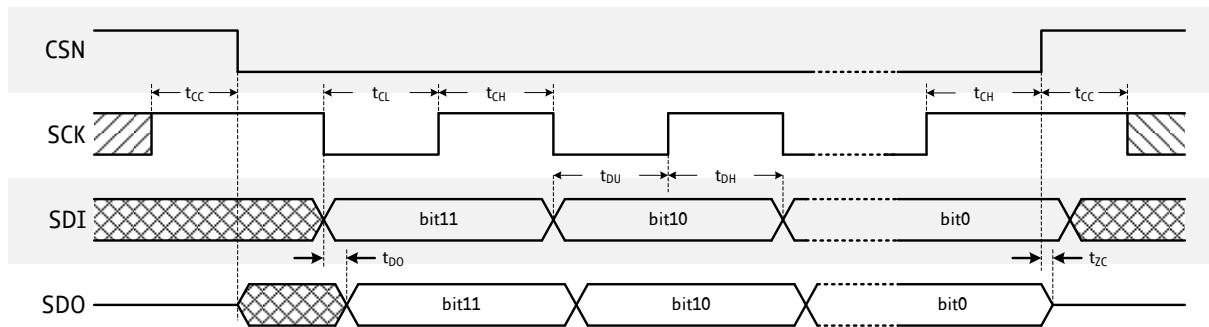 CSN
tCC tCL tCH tCH tCC
SCK
tDU tDH
SDI bit11 bit10 bit0
tDO tZC
SDO bit11 bit10 bit0